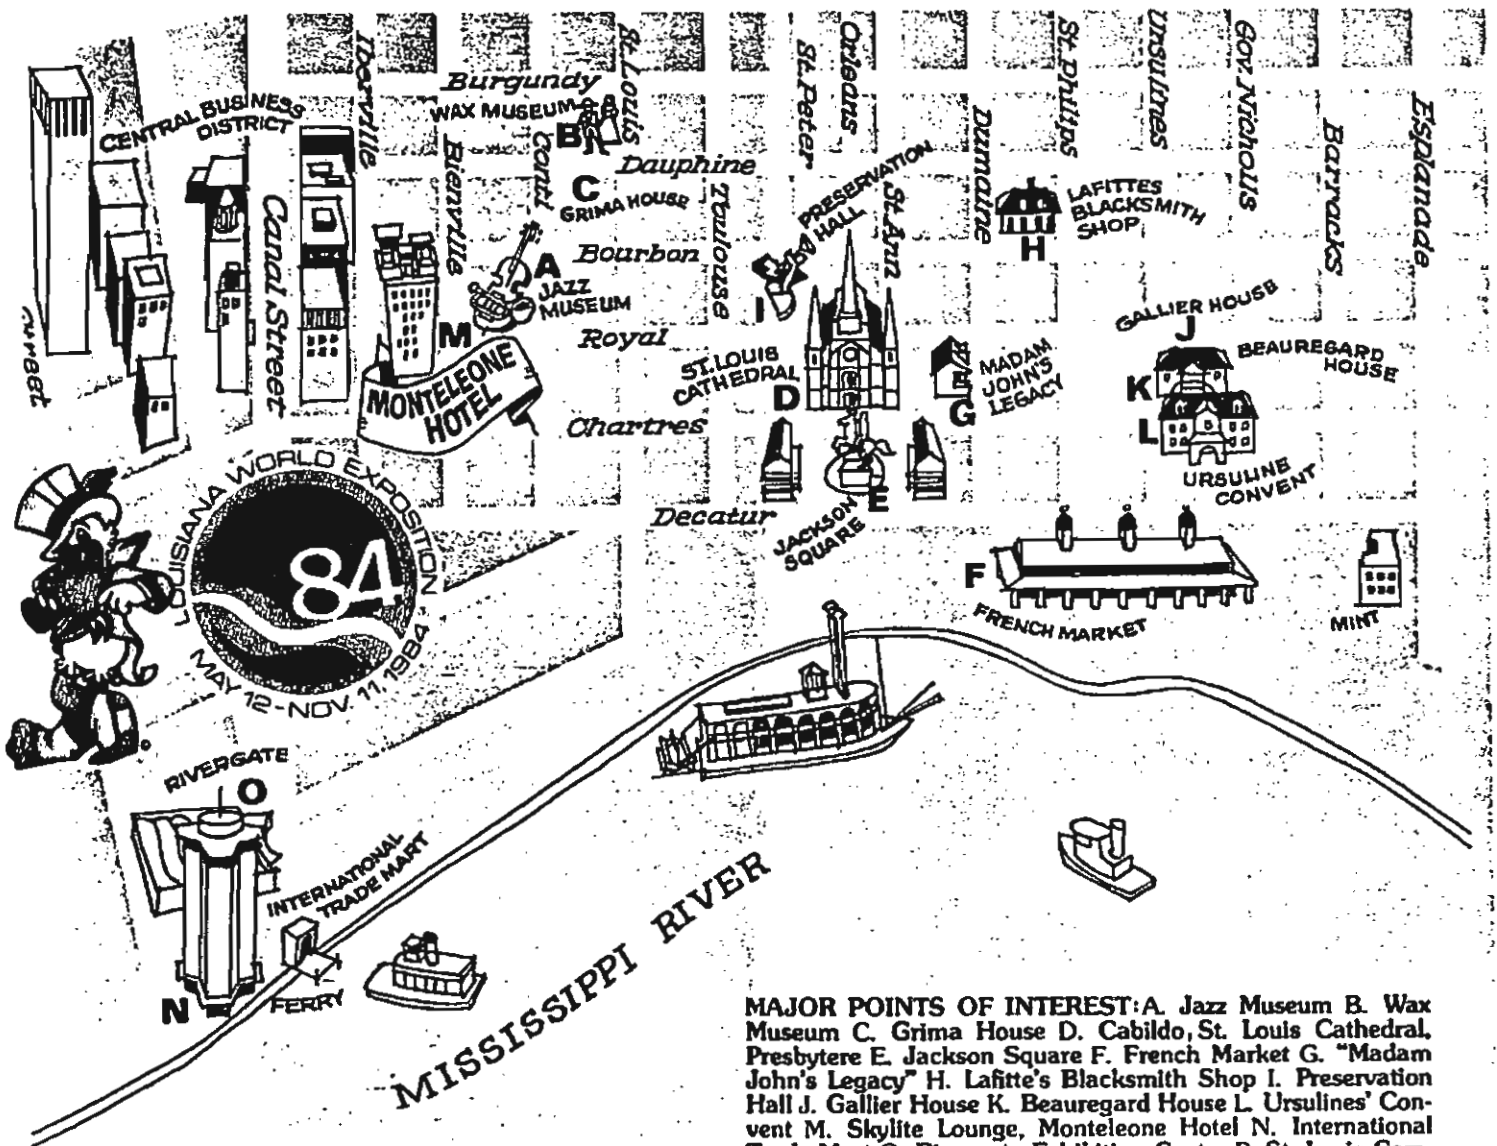 Iberville
Burgundy
St. Louis
Orleans
St. Peter
St. Philips
Ursulines
Gov. Nicholls
Esplanade
CENTRAL BUSINESS
DISTRICT
WAX MUSEUM
B
Bienville
Conti
Dauphine
Dumaine
Barracks
C
GRIMA HOUSE
Toulouse
PRESERVATION
HALL
St. Ann
LAFITTES
BLACKSMITH
SHOP
H
Canal Street
Bourbon
A
JAZZ
MUSEUM
I
GALLIER HOUSE
J
M
Royal
ST. LOUIS
CATHEDRAL
D
MADAM
JOHN'S
LEGACY
G
BEAUREGARD
HOUSE
K
MONTELEONE
HOTEL
Chartres
L
URSULINE
CONVENT
E
Decatur
JACKSON
SQUARE
LOUISIANA WORLD EXPOSITION
84
MAY 12-NOV. 11, 1984
F
FRENCH MARKET
MINT
RIVERGATE
O
INTERNATIONAL
TRADE MART
N
FERRY
MISSISSIPPI RIVER
MAJOR POINTS OF INTEREST: A. Jazz Museum B. Wax
Museum C. Grima House D. Cabildo, St. Louis Cathedral,
Presbytere E. Jackson Square F. French Market G. "Madam
John's Legacy" H. Lafitte's Blacksmith Shop I. Preservation
Hall J. Gallier House K. Beauregard House L. Ursulines' Con-
vent M. Skylite Lounge, Monteleone Hotel N. International